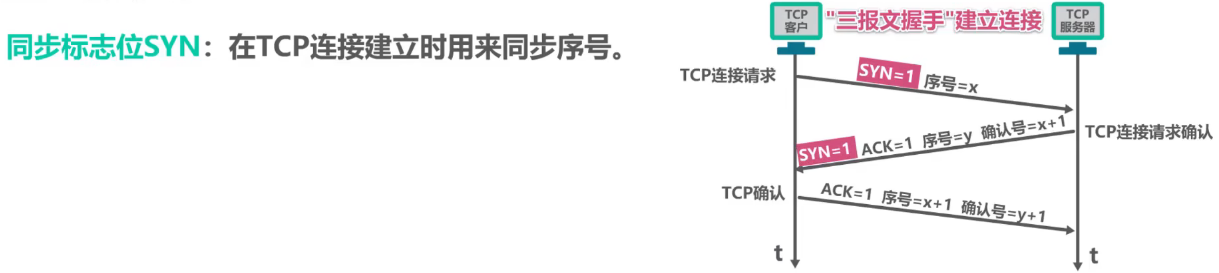 同步标志位SYN：在TCP连接建立时用来同步序号。
TCP
客户
"三报文握手"建立连接
TCP
服务器
TCP连接请求
SYN=1 序号=x
SYN=1 ACK=1 序号=y 确认号=x+1
TCP连接请求确认
TCP确认
ACK=1 序号=x+1 确认号=y+1
t
t